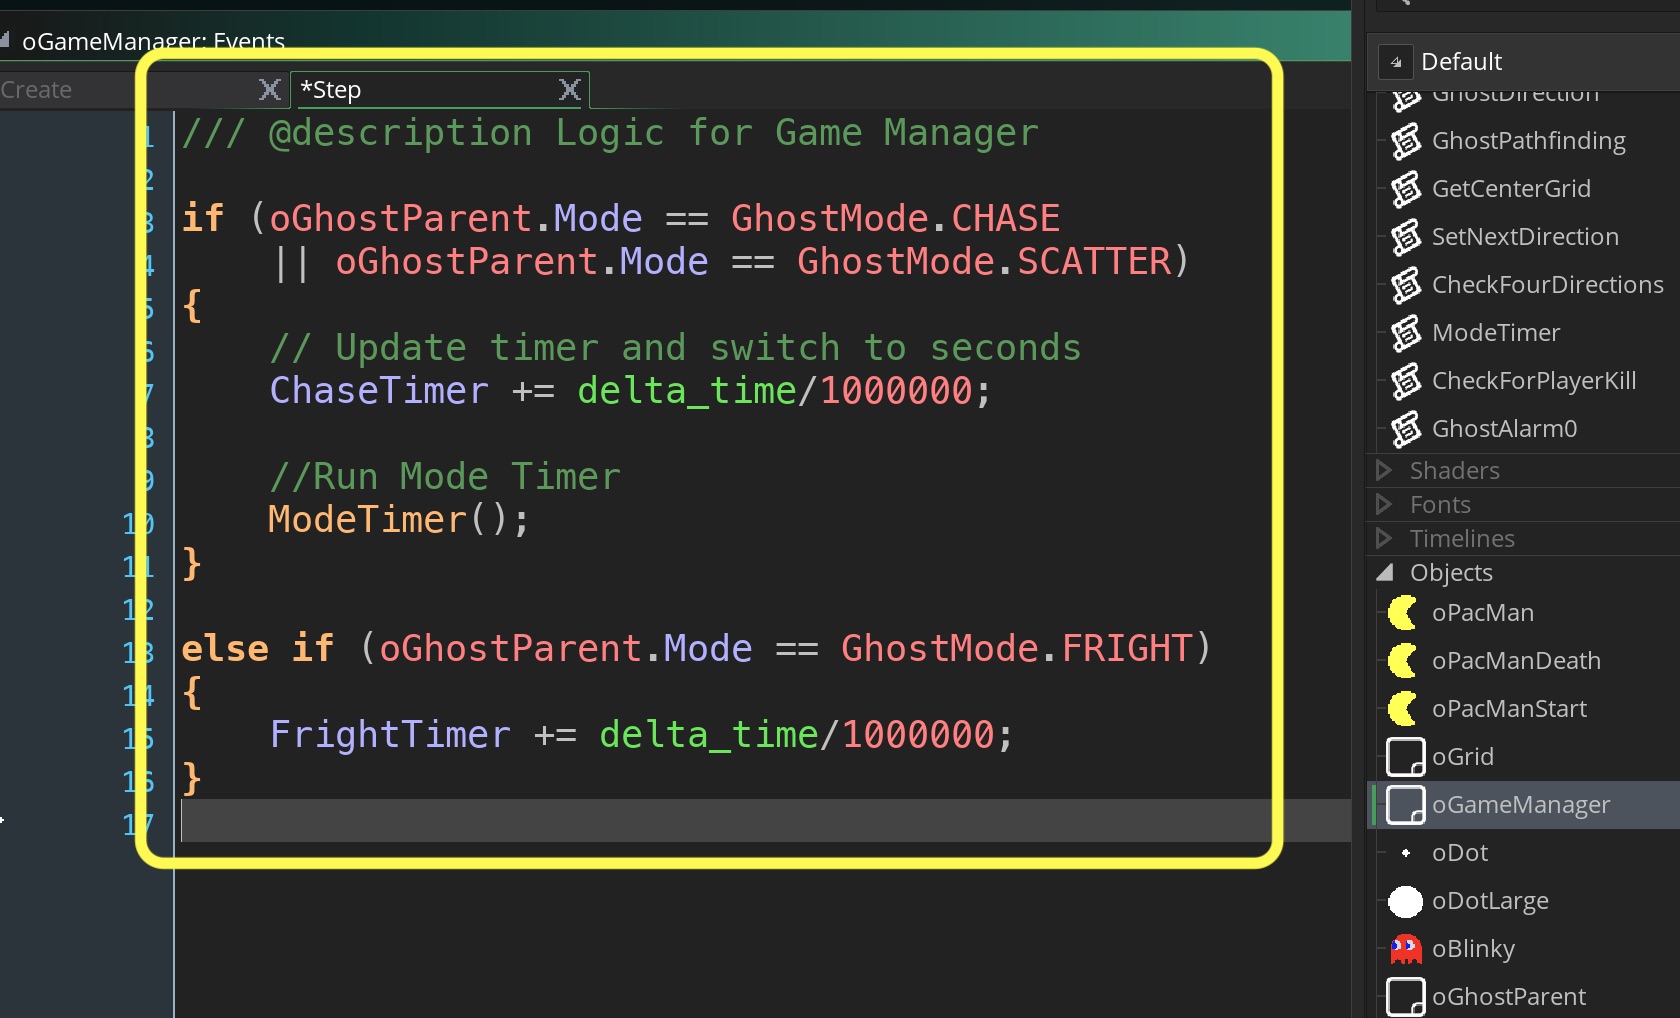 oGameManager: Events
Create
*Step
1 /// @description Logic for Game Manager
2
3 if (oGhostParent.Mode == GhostMode.CHASE
4     || oGhostParent.Mode == GhostMode.SCATTER)
5 {
6     // Update timer and switch to seconds
7     ChaseTimer += delta_time/1000000;
8
9     //Run Mode Timer
10     ModeTimer();
11 }
12
13 else if (oGhostParent.Mode == GhostMode.FRIGHT)
14 {
15     FrightTimer += delta_time/1000000;
16 }
17
Default
GhostDirection
GhostPathfinding
GetCenterGrid
SetNextDirection
CheckFourDirections
ModeTimer
CheckForPlayerKill
GhostAlarm0
Shaders
Fonts
Timelines
Objects
oPacMan
oPacManDeath
oPacManStart
oGrid
oGameManager
oDot
oDotLarge
oBlinky
oGhostParent